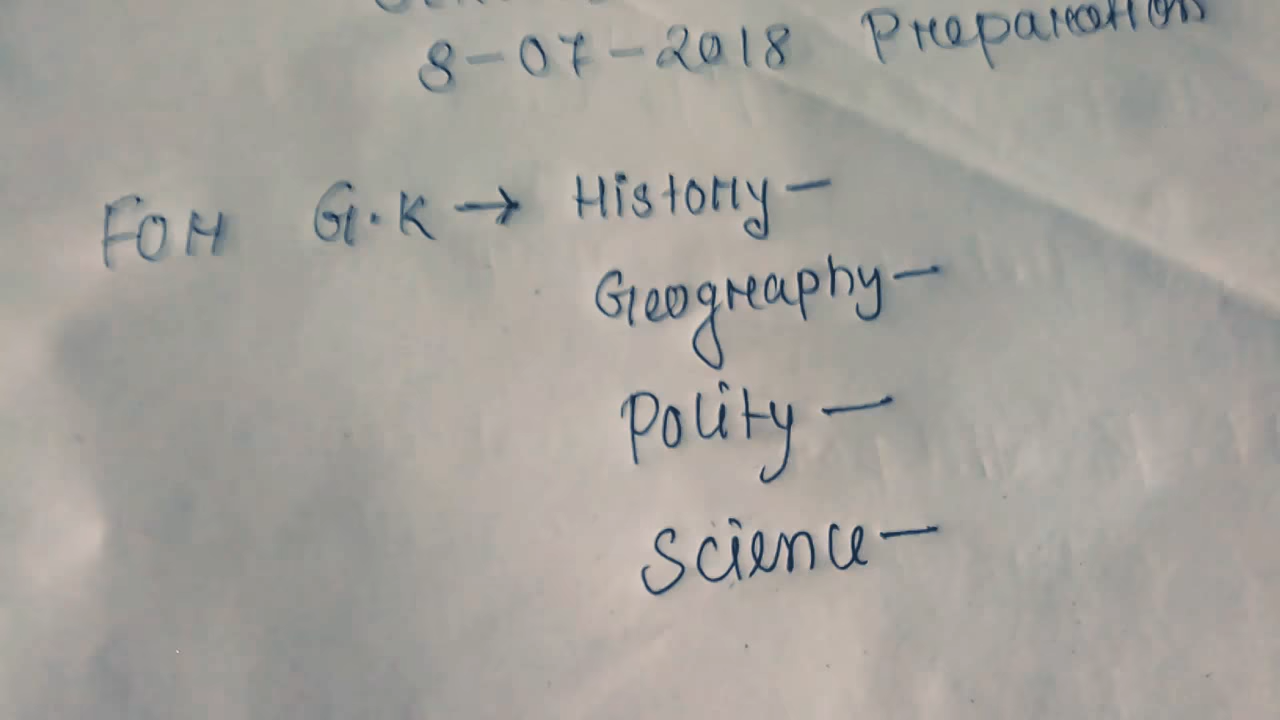 8-07-2018 Preparation
For G.K → History –
Geography –
Polity –
Science –